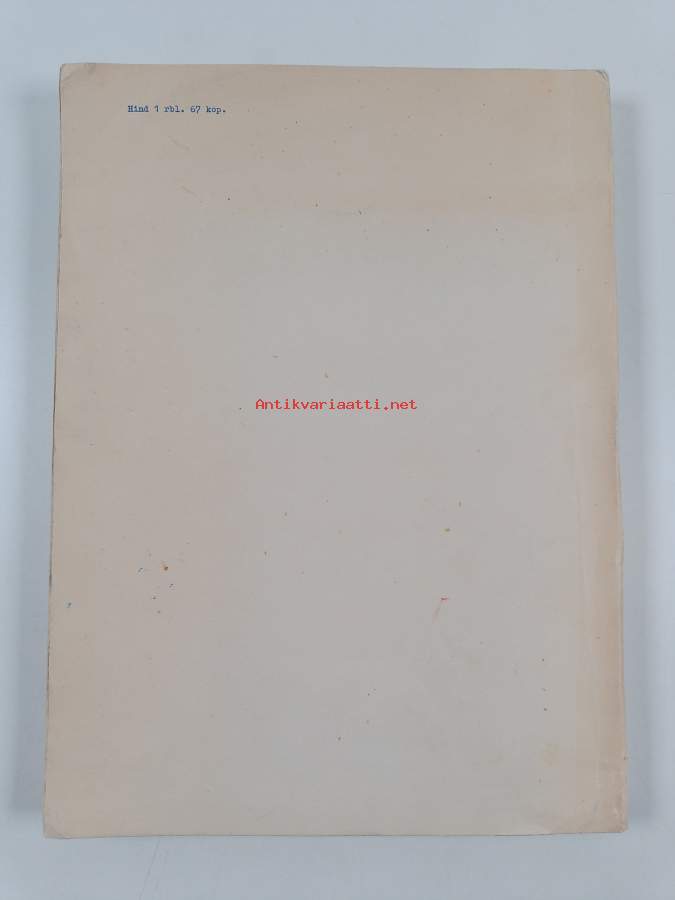 Hind 1 rbl. 67 kop.
Antikvariaatti.net